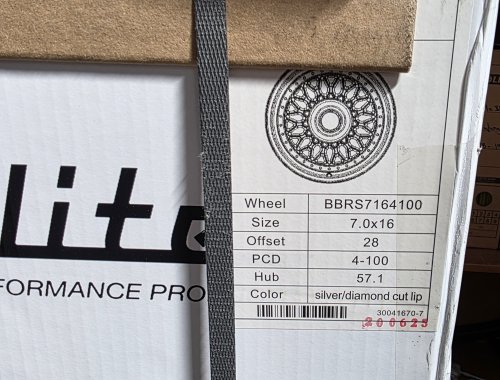 lite
FORMANCE PRO
Wheel BBRS7164100
Size 7.0x16
Offset 28
PCD 4-100
Hub 57.1
Color silver/diamond cut lip
30041670-7
200625